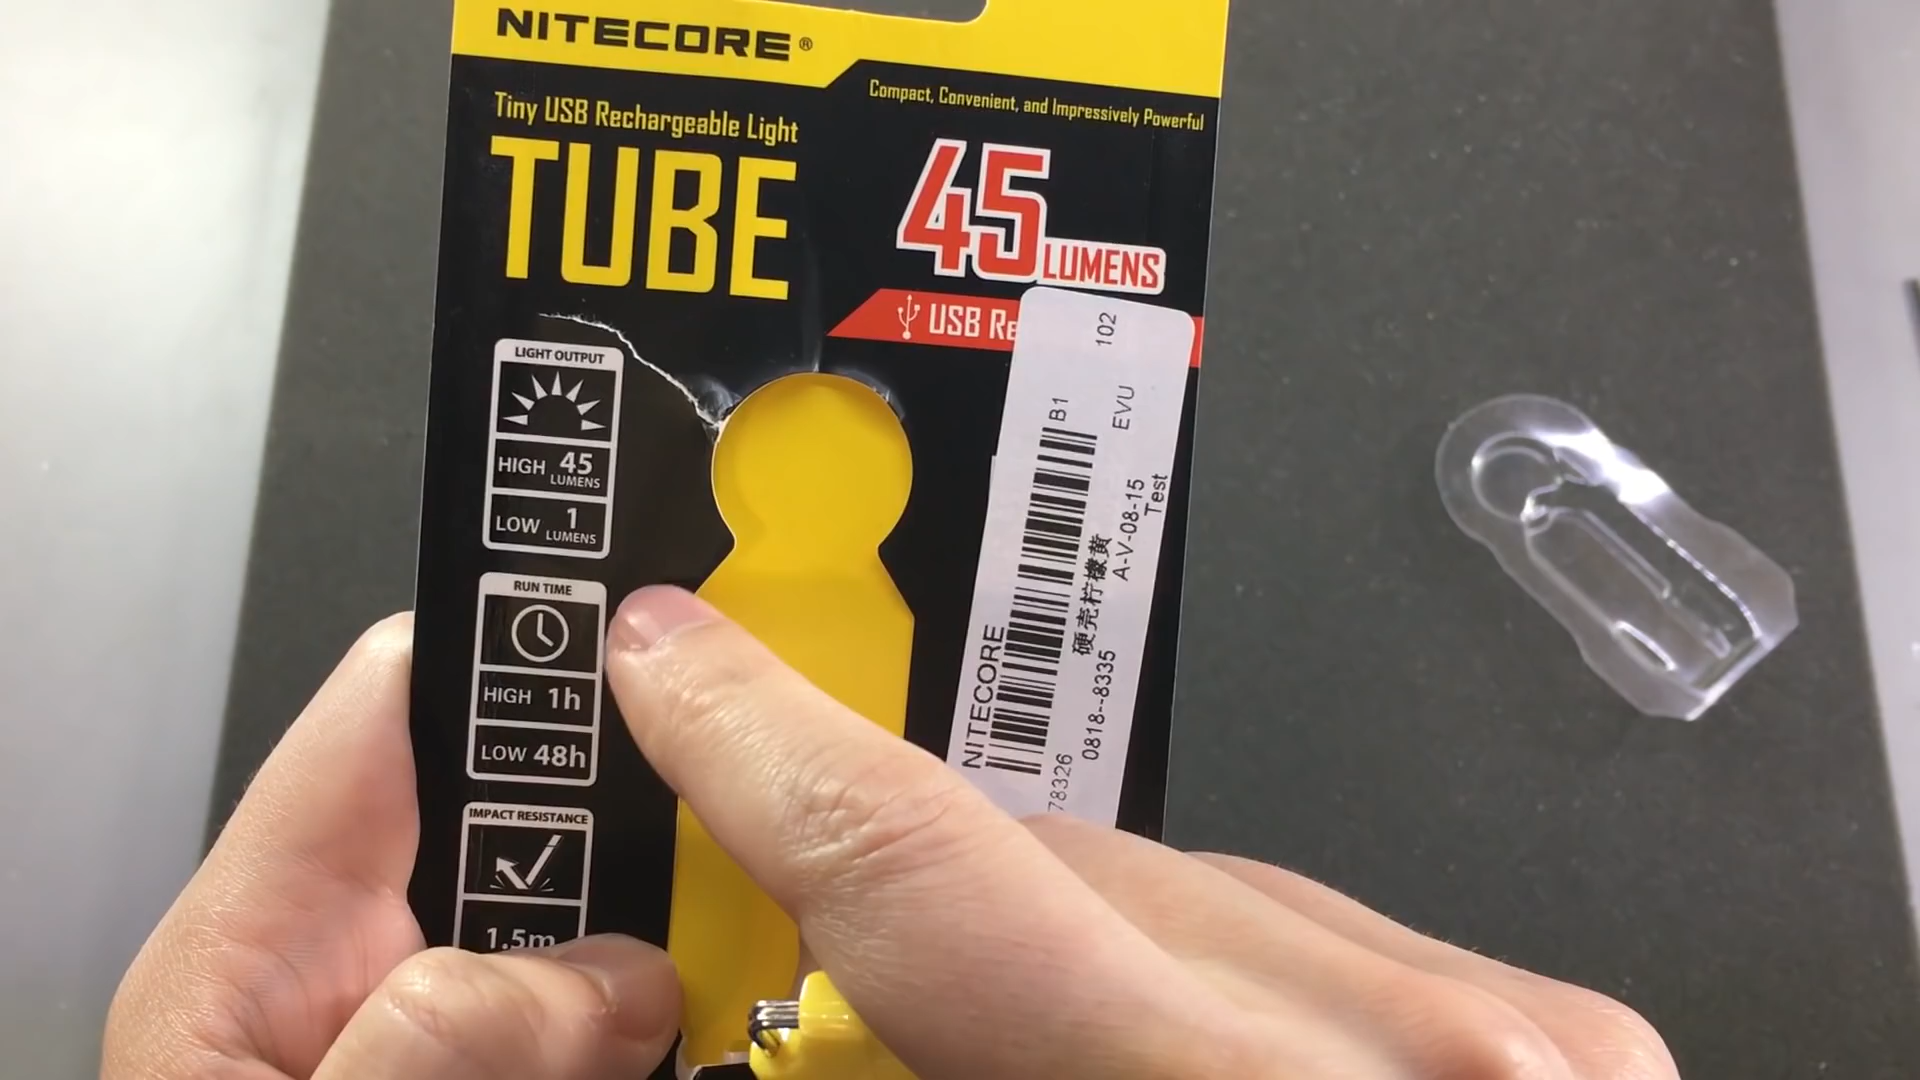 NITECORE®
Tiny USB Rechargeable Light
TUBE
Compact, Convenient, and Impressively Powerful
45 LUMENS
USB Re
LIGHT OUTPUT
HIGH 45 LUMENS
LOW 1 LUMENS
RUN TIME
HIGH 1h
LOW 48h
IMPACT RESISTANCE
1.5m
102
B1
EVU
NITECORE
硬壳柠檬黄
A-V-08-15
Test
78326
0818--8335